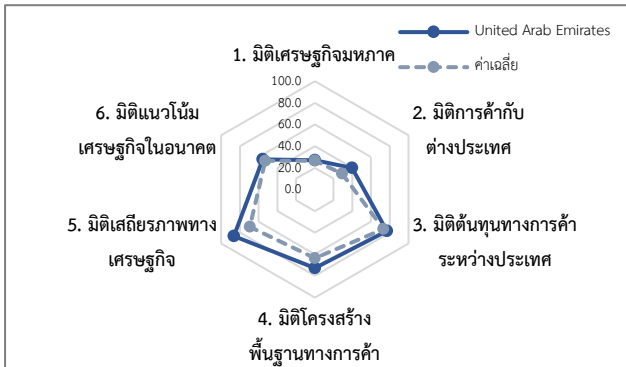 United Arab Emirates
ค่าเฉลี่ย
1. มิติเศรษฐกิจมหภาค
100.0
80.0
60.0
40.0
20.0
0.0
2. มิติการค้ากับ
ต่างประเทศ
3. มิติต้นทุนทางการค้า
ระหว่างประเทศ
4. มิติโครงสร้าง
พื้นฐานทางการค้า
5. มิติเสถียรภาพทาง
เศรษฐกิจ
6. มิติแนวโน้ม
เศรษฐกิจในอนาคต